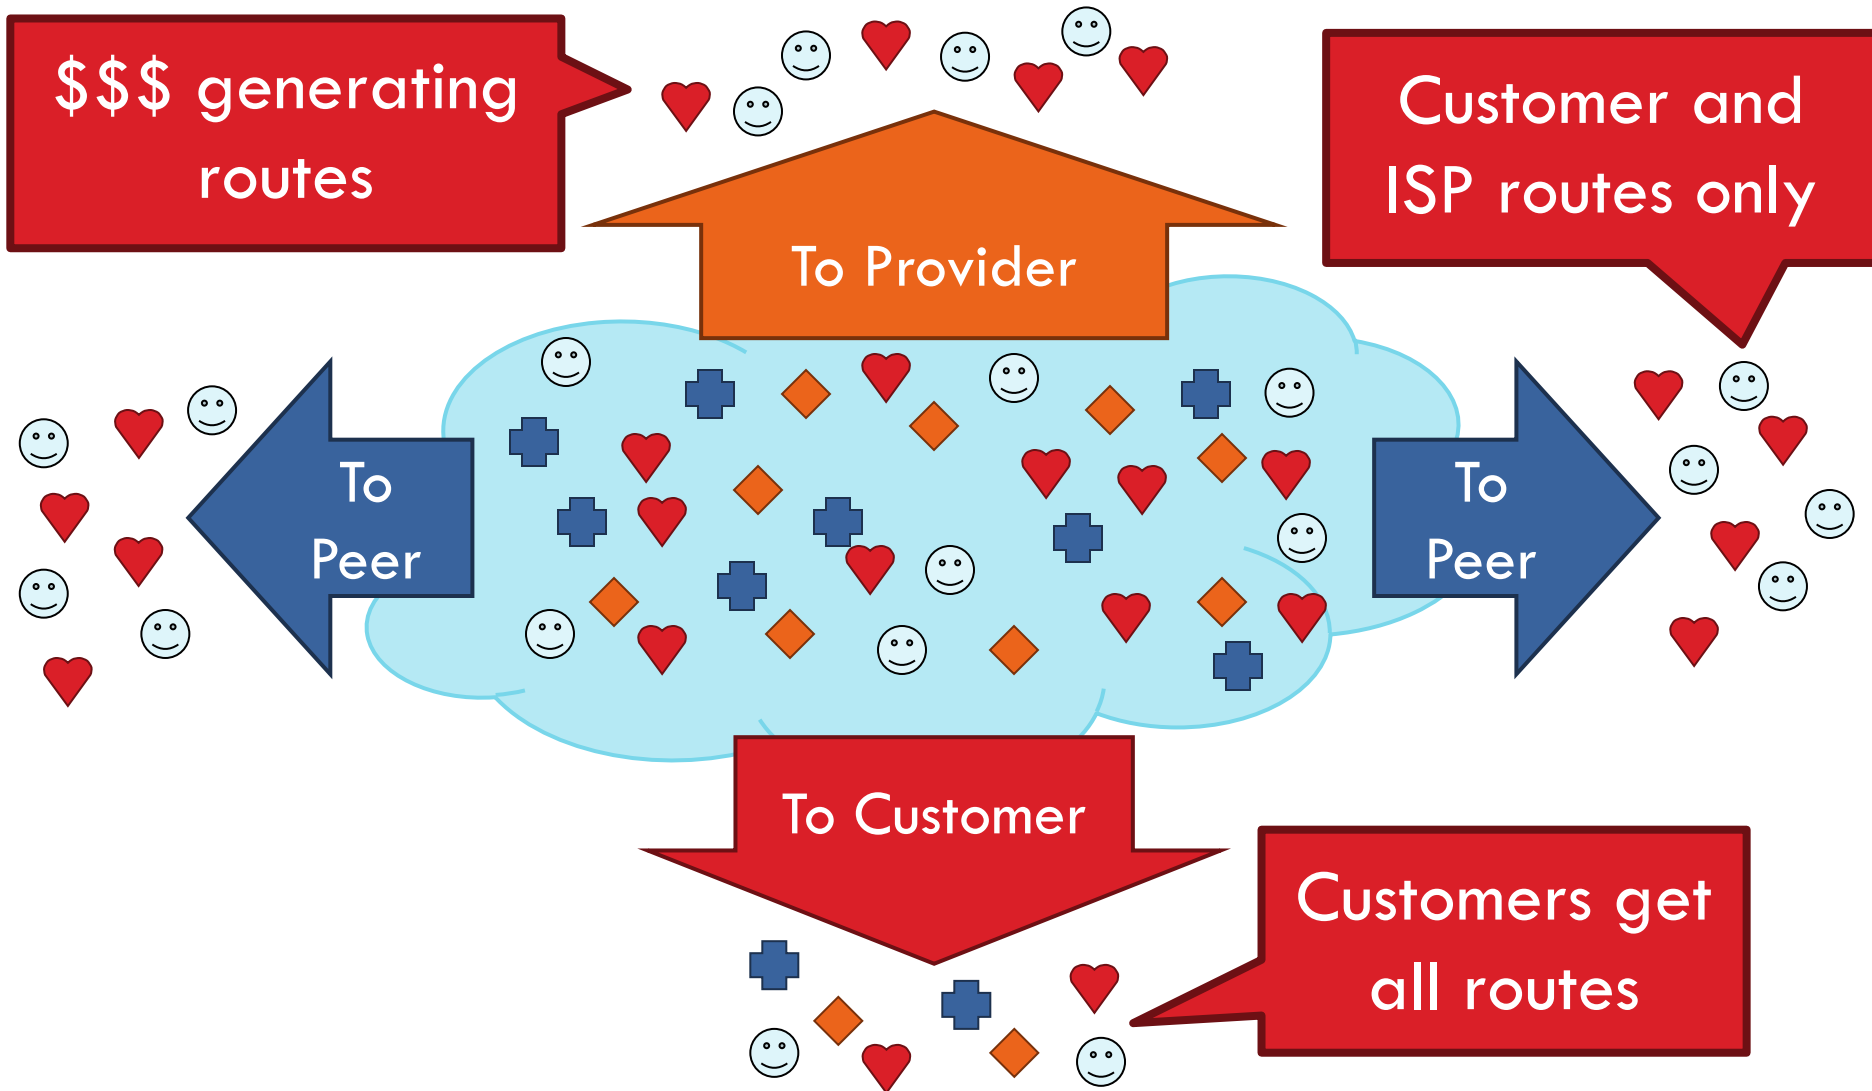 $$$ generating
routes
Customer and
ISP routes only
To Provider
To
Peer
To
Peer
To Customer
Customers get
all routes